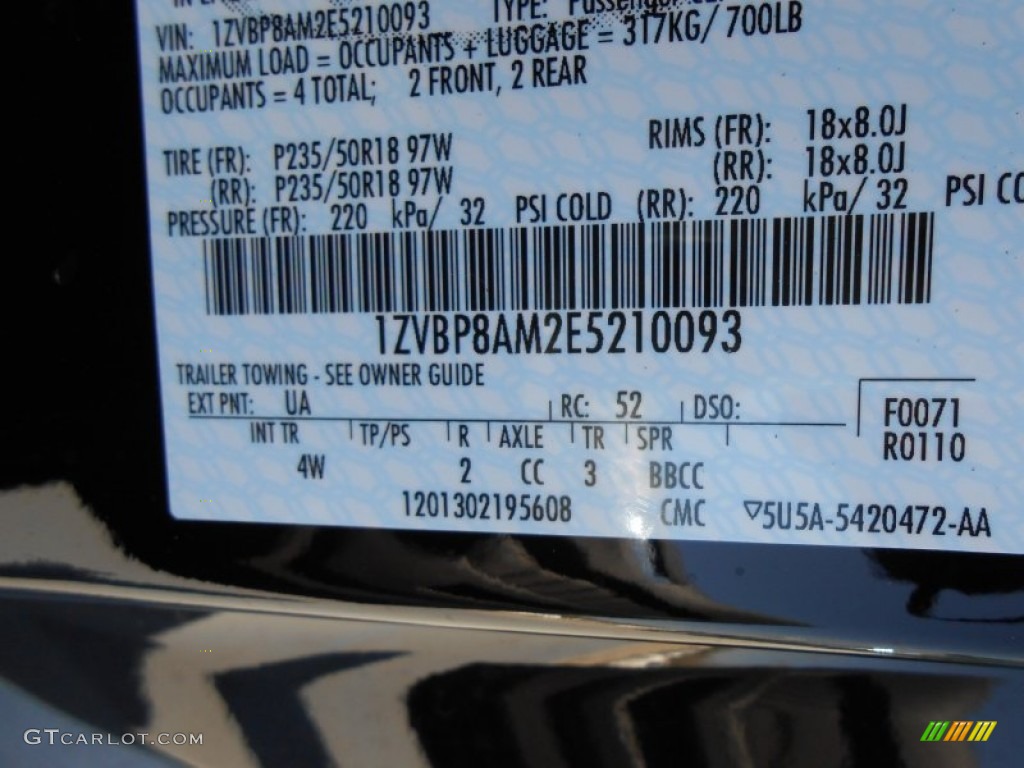 TYPE:
VIN: 1ZVBP8AM2E5210093
MAXIMUM LOAD = OCCUPANTS + LUGGAGE = 317KG/ 700LB
OCCUPANTS = 4 TOTAL; 2 FRONT, 2 REAR
TIRE (FR): P235/50R18 97W RIMS (FR): 18x8.0J
(RR): P235/50R18 97W (RR): 18x8.0J
PRESSURE (FR): 220 kPa/ 32 PSI COLD (RR): 220 kPa/ 32 PSI
1ZVBP8AM2E5210093
TRAILER TOWING - SEE OWNER GUIDE
EXT PNT: UA RC: 52 DSO:
F0071
INT TR TP/PS R AXLE TR SPR
R0110
4W 2 CC 3 BBCC
1201302195608 CMC ▽5U5A-5420472-AA
GTCARLOT.COM